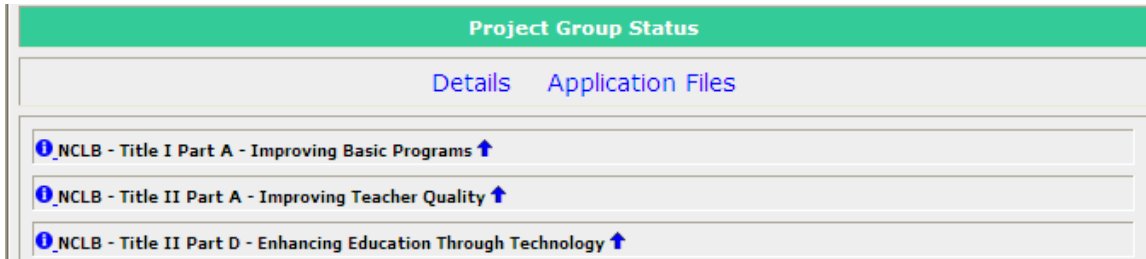 Project Group Status
Details Application Files
NCLB - Title I Part A - Improving Basic Programs
NCLB - Title II Part A - Improving Teacher Quality
NCLB - Title II Part D - Enhancing Education Through Technology